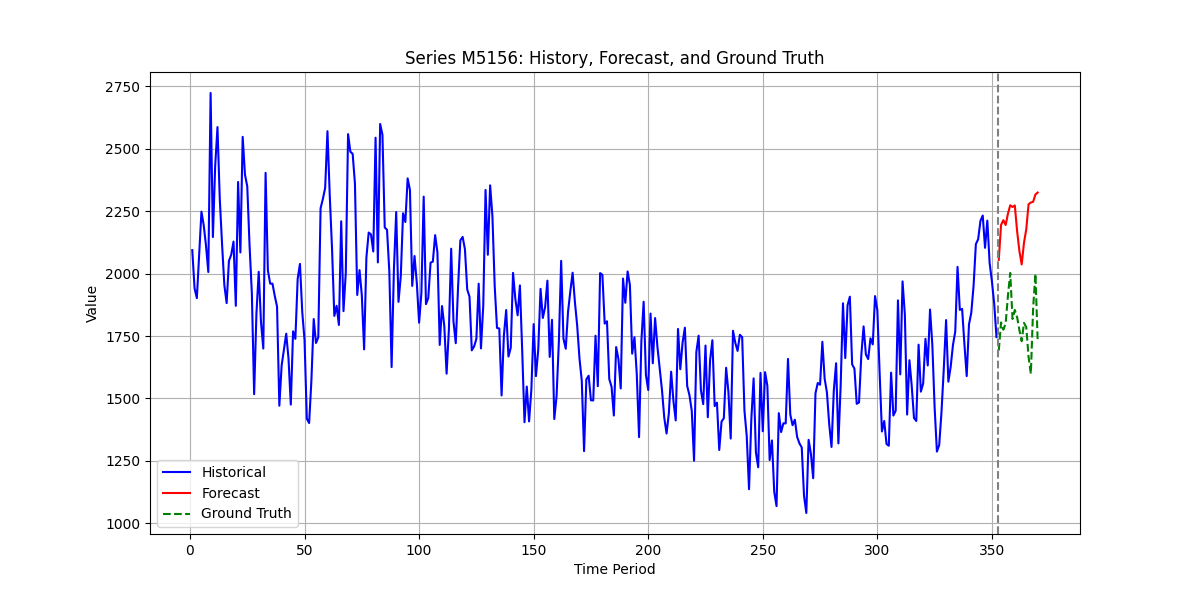 Series M5156: History, Forecast, and Ground Truth
2750
2500
2250
2000
1750
1500
1250
1000
Value
Historical
Forecast
Ground Truth
0 50 100 150 200 250 300 350
Time Period